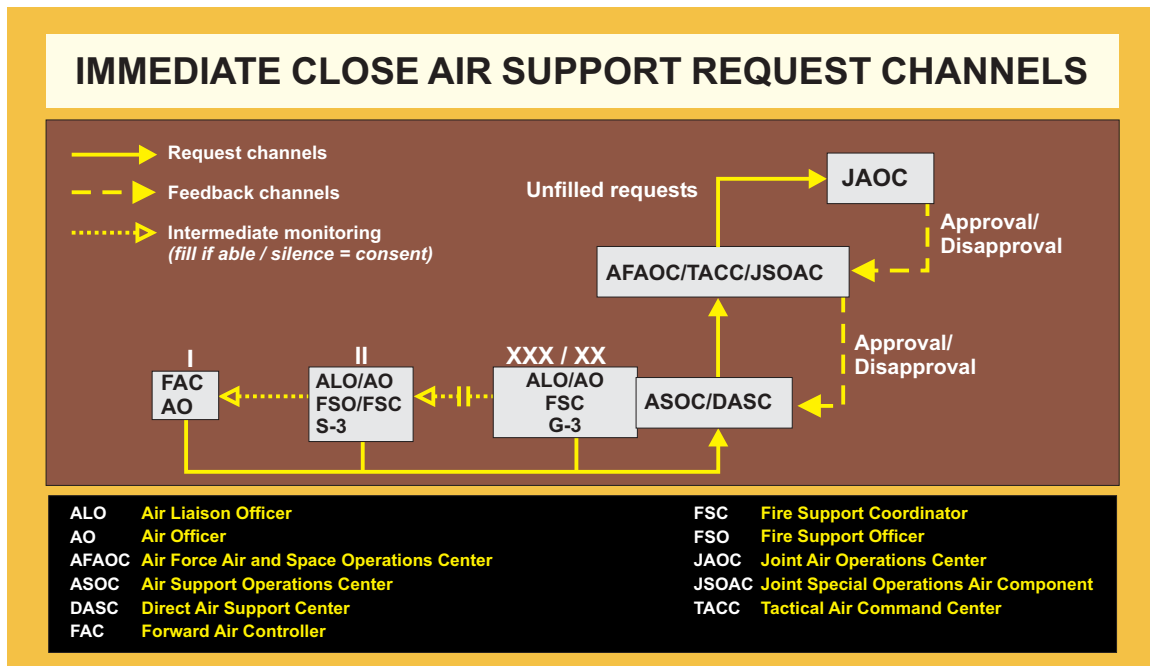 IMMEDIATE CLOSE AIR SUPPORT REQUEST CHANNELS
Request channels
Feedback channels
Intermediate monitoring
(fill if able / silence = consent)
Unfilled requests
JAOC
Approval/
Disapproval
AFAOC/TACC/JSOAC
Approval/
Disapproval
I
FAC
AO
II
ALO/AO
FSO/FSC
S-3
XXX / XX
ALO/AO
FSC
G-3
ASOC/DASC
ALO Air Liaison Officer
AO Air Officer
AFAOC Air Force Air and Space Operations Center
ASOC Air Support Operations Center
DASC Direct Air Support Center
FAC Forward Air Controller
FSC Fire Support Coordinator
FSO Fire Support Officer
JAOC Joint Air Operations Center
JSOAC Joint Special Operations Air Component
TACC Tactical Air Command Center